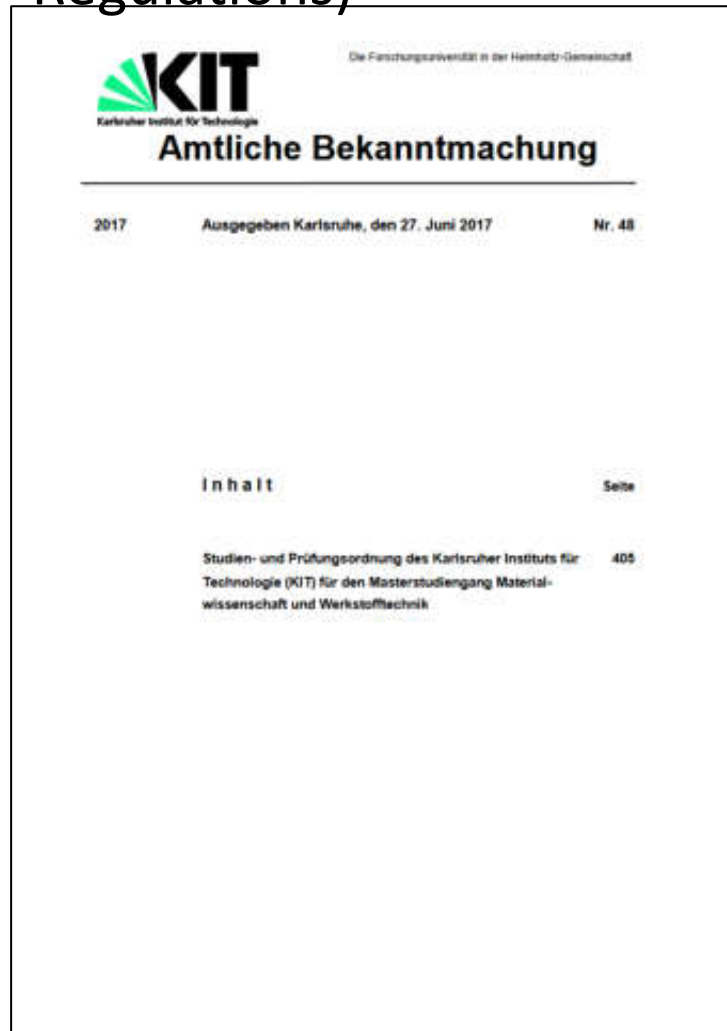 Regulations)
Die Forschungsuniversität in der Helmholtz-Gemeinschaft
KIT
Karlsruher Institut für Technologie
Amtliche Bekanntmachung
2017 Ausgegeben Karlsruhe, den 27. Juni 2017 Nr. 48
Inhalt Seite
Studien- und Prüfungsordnung des Karlsruher Instituts für 405
Technologie (KIT) für den Masterstudiengang Material-
wissenschaft und Werkstofftechnik